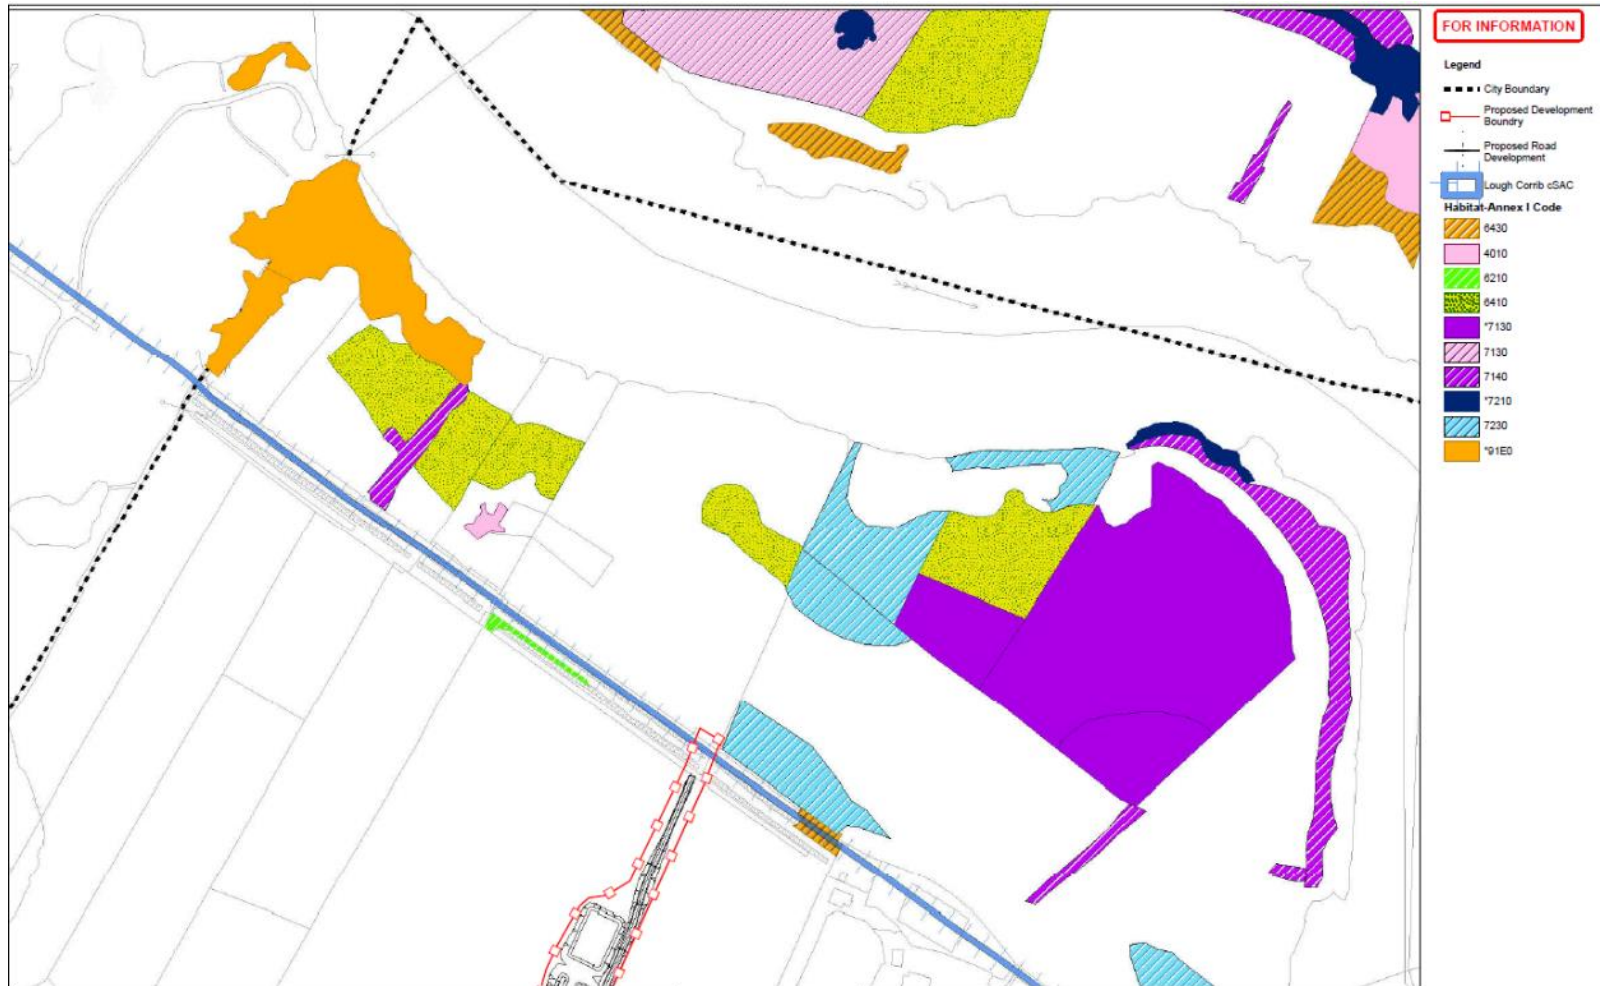 FOR INFORMATION
Legend
City Boundary
Proposed Development
Boundry
Proposed Road
Development
Lough Corrib cSAC
Habitat-Annex I Code
6430
4010
6210
6410
*7130
7130
7140
*7210
7230
*91E0